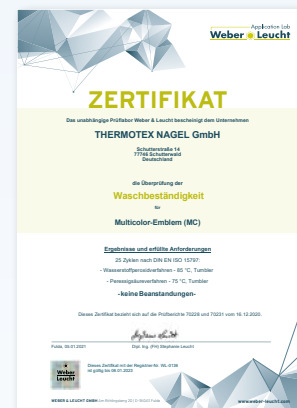 Application Lab
Weber Leucht
ZERTIFIKAT
Das unabhängige Prüflabor Weber & Leucht bescheinigt dem Unternehmen
THERMOTEX NAGEL GmbH
Schutterstraße 14
77746 Schutterwald
Deutschland
die Überprüfung der
Waschbeständigkeit
für
Multicolor-Emblem (MC)
Ergebnisse und erfüllte Anforderungen
25 Zyklen nach DIN EN ISO 15797:
- Wasserstoffperoxidverfahren - 85 °C, Tumbler
- Peressigsäureverfahren - 75 °C, Tumbler
-keine Beanstandungen-
Dieses Zertifikat bezieht sich auf die Prüfberichte 70228 und 70231 vom 16.12.2020.
Fulda, 05.01.2021
Dipl. Ing. (FH) Stephanie Leucht
Weber
Leucht
Dieses Zertifikat mit der Register-Nr. WL 0136
ist gültig bis 05.01.2023
WEBER & LEUCHT GMBH
www.weber-leucht.com